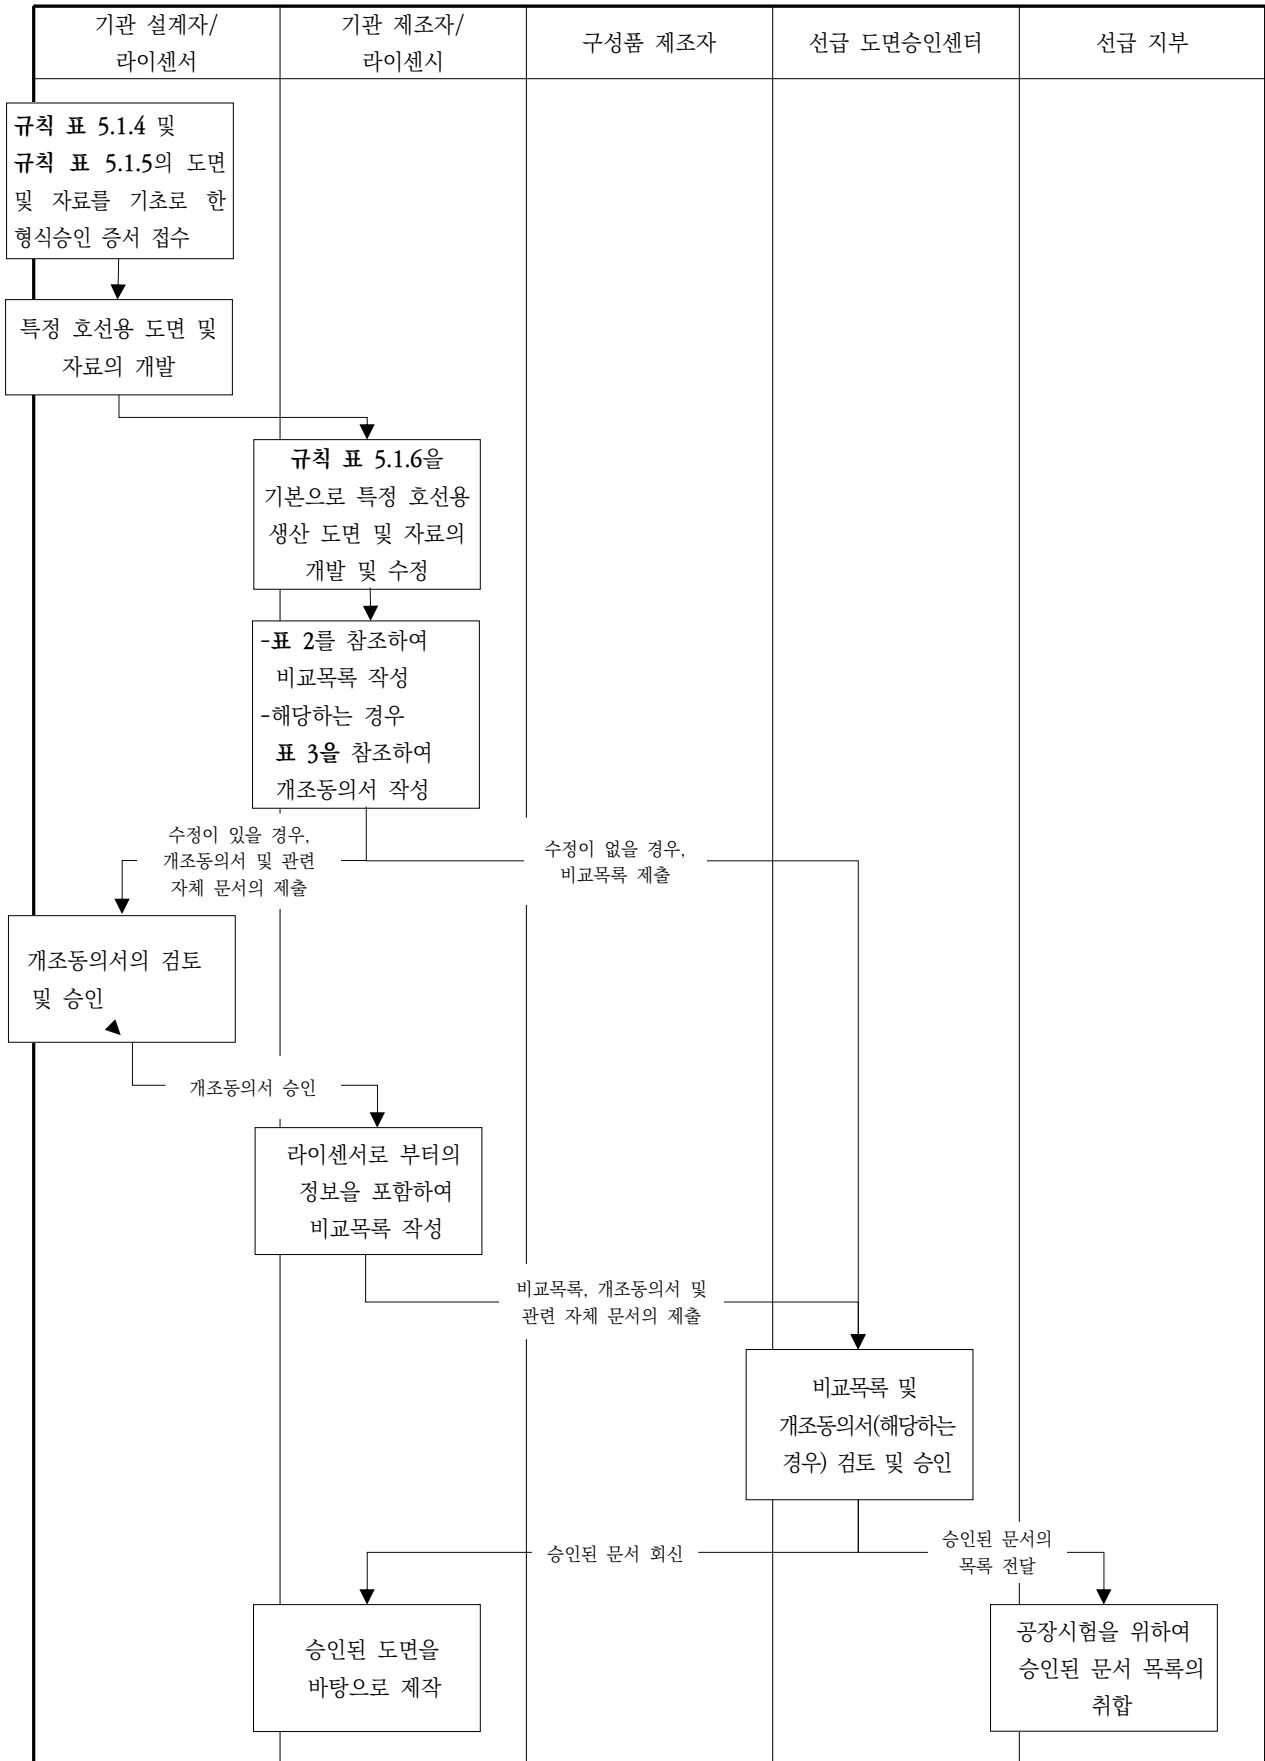 기관 설계자/
라이센서
기관 제조자/
라이센시
구성품 제조자
선급 도면승인센터
선급 지부
규칙 표 5.1.4 및
규칙 표 5.1.5의 도면
및 자료를 기초로 한
형식승인 증서 접수
특정 호선용 도면 및
자료의 개발
규칙 표 5.1.6을
기본으로 특정 호선용
생산 도면 및 자료의
개발 및 수정
-표 2를 참조하여
비교목록 작성
-해당하는 경우
표 3을 참조하여
개조동의서 작성
수정이 있을 경우,
개조동의서 및 관련
자체 문서의 제출
수정이 없을 경우,
비교목록 제출
개조동의서의 검토
및 승인
개조동의서 승인
라이센서로 부터의
정보을 포함하여
비교목록 작성
비교목록, 개조동의서 및
관련 자체 문서의 제출
비교목록 및
개조동의서(해당하는
경우) 검토 및 승인
승인된 문서 회신
승인된 문서의
목록 전달
승인된 도면을
바탕으로 제작
공장시험을 위하여
승인된 문서 목록의
취합